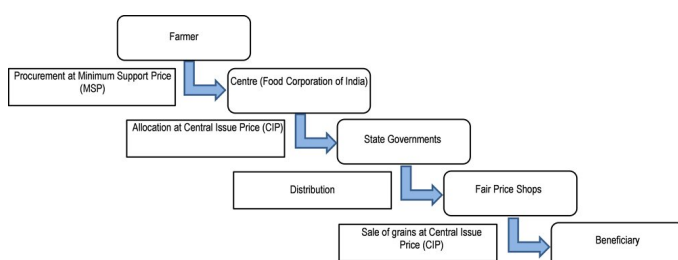 Farmer
Procurement at Minimum Support Price
(MSP)
Centre (Food Corporation of India)
Allocation at Central Issue Price (CIP)
State Governments
Distribution
Fair Price Shops
Sale of grains at Central Issue
Price (CIP)
Beneficiary